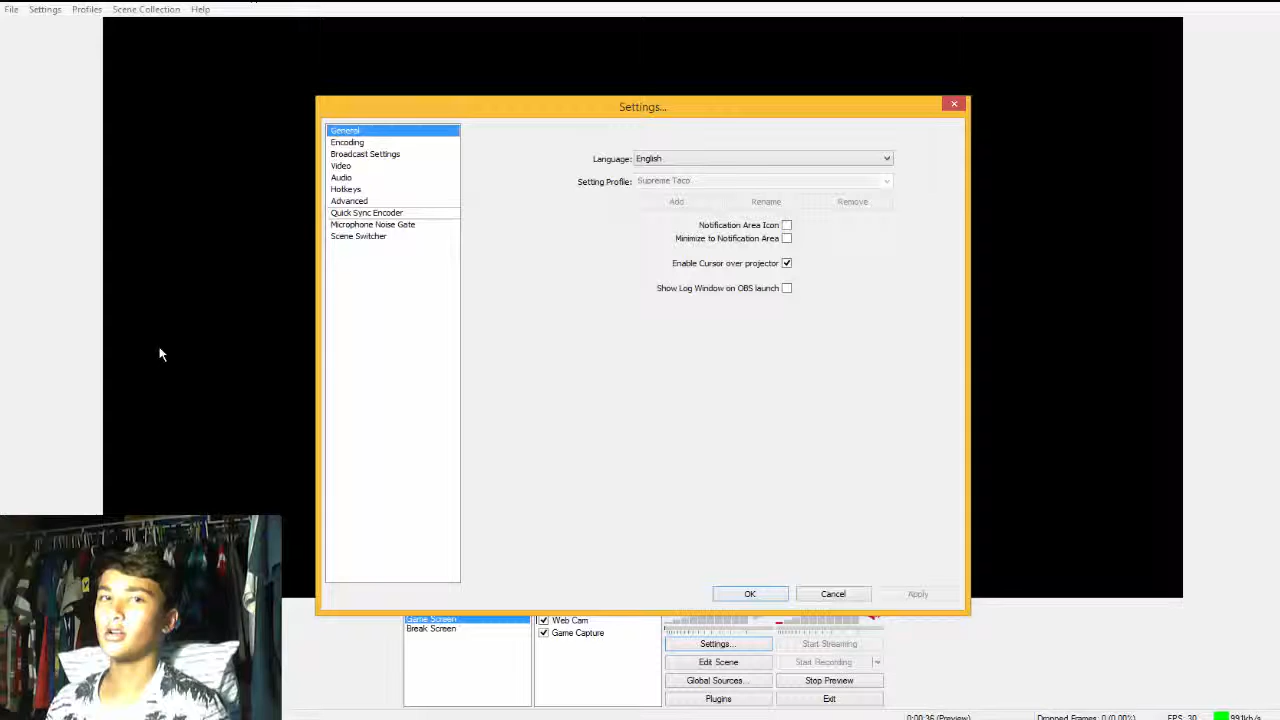 File Settings Profiles Scene Collection Help
Settings...
General
Encoding
Broadcast Settings
Video
Audio
Hotkeys
Advanced
Quick Sync Encoder
Microphone Noise Gate
Scene Switcher
Language: English
Setting Profile: Supreme Taco
Add Rename Remove
Notification Area Icon
Minimize to Notification Area
Enable Cursor over projector
Show Log Window on OBS launch
OK Cancel Apply
Game Screen
Break Screen
Web Cam
Game Capture
Settings... Start Streaming
Edit Scene Start Recording
Global Sources... Stop Preview
Plugins Exit
0:00:36 (Preview) Dropped Frames: 0 (0.00%) FPS: 30 991kb/s